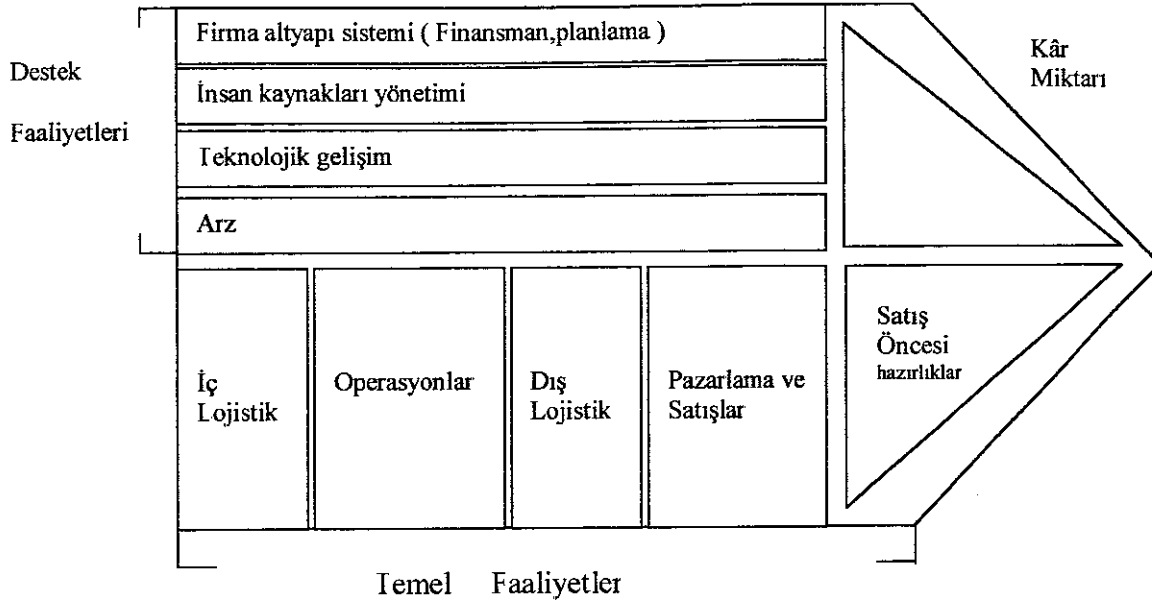 Destek
Faaliyetleri
Firma altyapı sistemi ( Finansman,planlama )
İnsan kaynakları yönetimi
Teknolojik gelişim
Arz
Kâr
Miktarı
İç
Lojistik
Operasyonlar
Dış
Lojistik
Pazarlama ve
Satışlar
Satış
Öncesi
hazırlıklar
Temel Faaliyetler